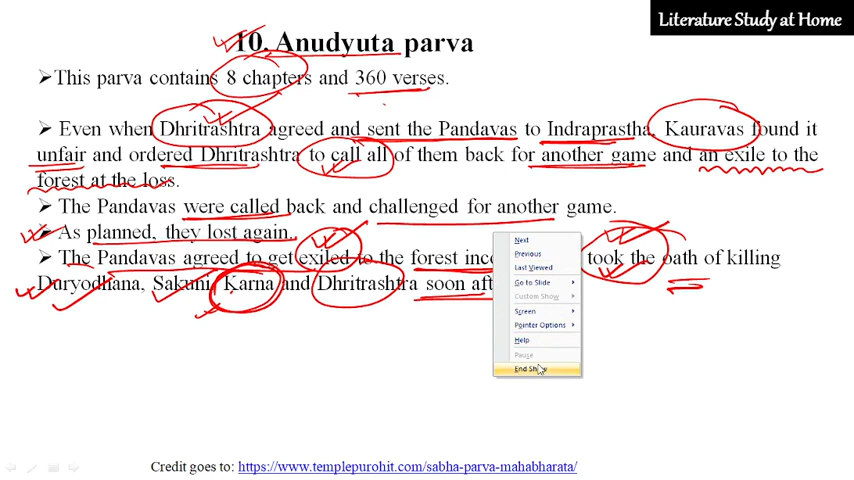 Literature Study at Home
10. Anudyuta parva
➢This parva contains 8 chapters and 360 verses.
➢ Even when Dhritrashtra agreed and sent the Pandavas to Indraprastha, Kauravas found it
unfair and ordered Dhritrashtra to call all of them back for another game and an exile to the
forest at the loss.
➢ The Pandavas were called back and challenged for another game.
➢ As planned, they lost again.
➢ The Pandavas agreed to get exiled to the forest took the oath of killing
Duryodhana, Sakuni, Karna and Dhritrashtra soon
Next
Previous
Last Viewed
Go to Slide
Custom Show
Screen
Pointer Options
Help
Pause
End Show
Credit goes to: https://www.templepurohit.com/sabha-parva-mahabharata/